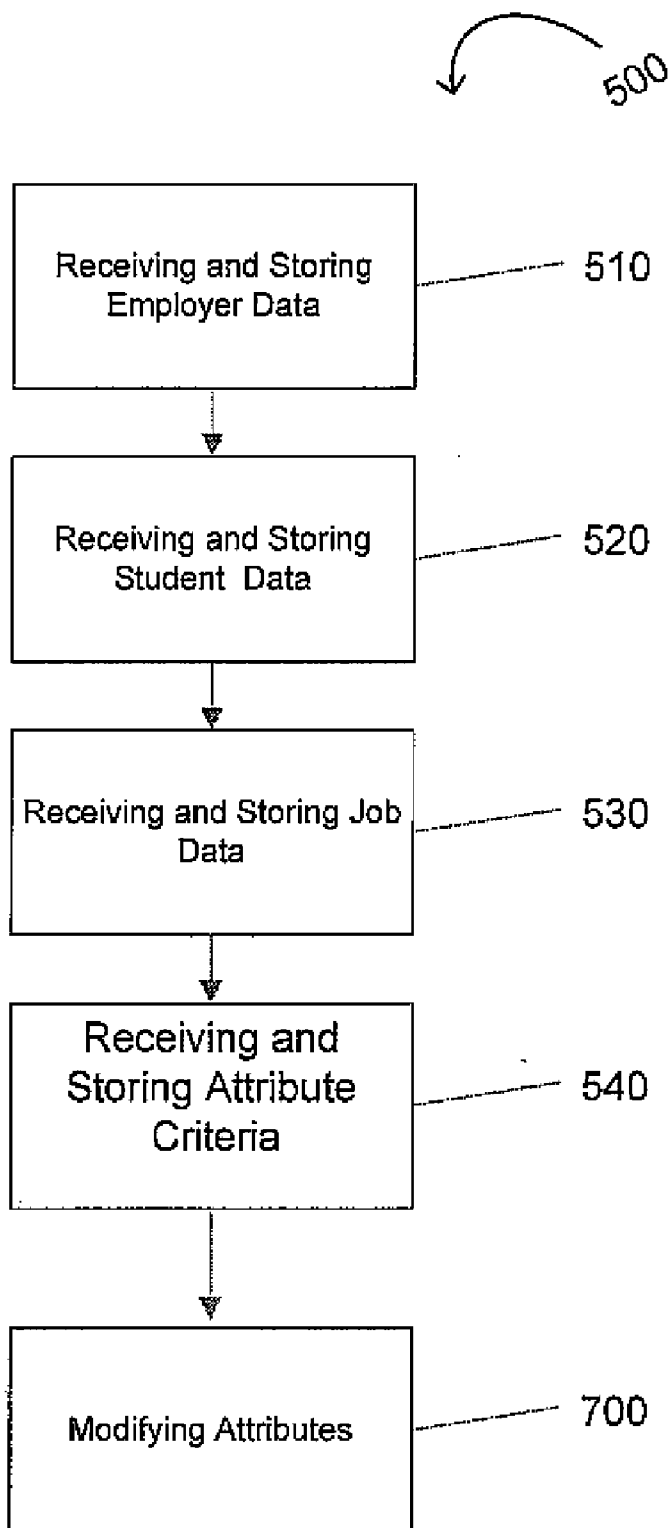 500
Receiving and Storing
Employer Data
510
Receiving and Storing
Student Data
520
Receiving and Storing Job
Data
530
Receiving and
Storing Attribute
Criteria
540
Modifying Attributes
700